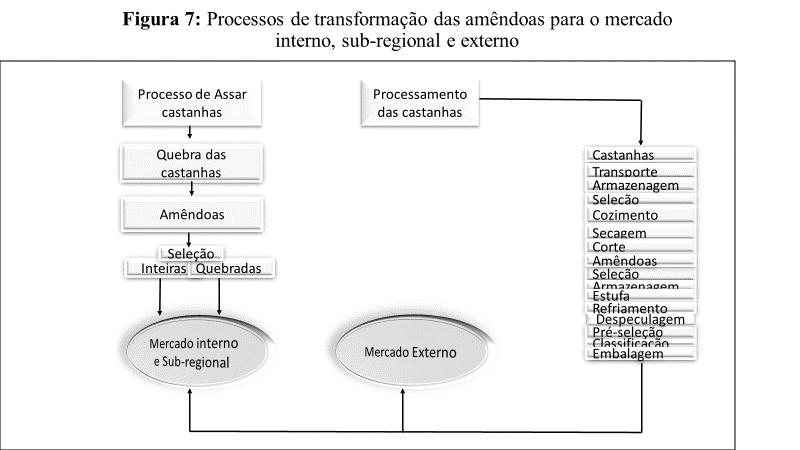 Figura 7: Processos de transformação das amêndoas para o mercado
interno, sub-regional e externo
Processo de Assar
castanhas
Quebra das
castanhas
Amêndoas
Seleção
Inteiras
Quebradas
Mercado interno
e Sub-regional
Processamento
das castanhas
Mercado Externo
Castanhas
Transporte
Armazenagem
Seleção
Cozimento
Secagem
Corte
Amêndoas
Seleção
Armazenagem
Estufa
Refriamento
Despeculagem
Pré-seleção
Classificação
Embalagem